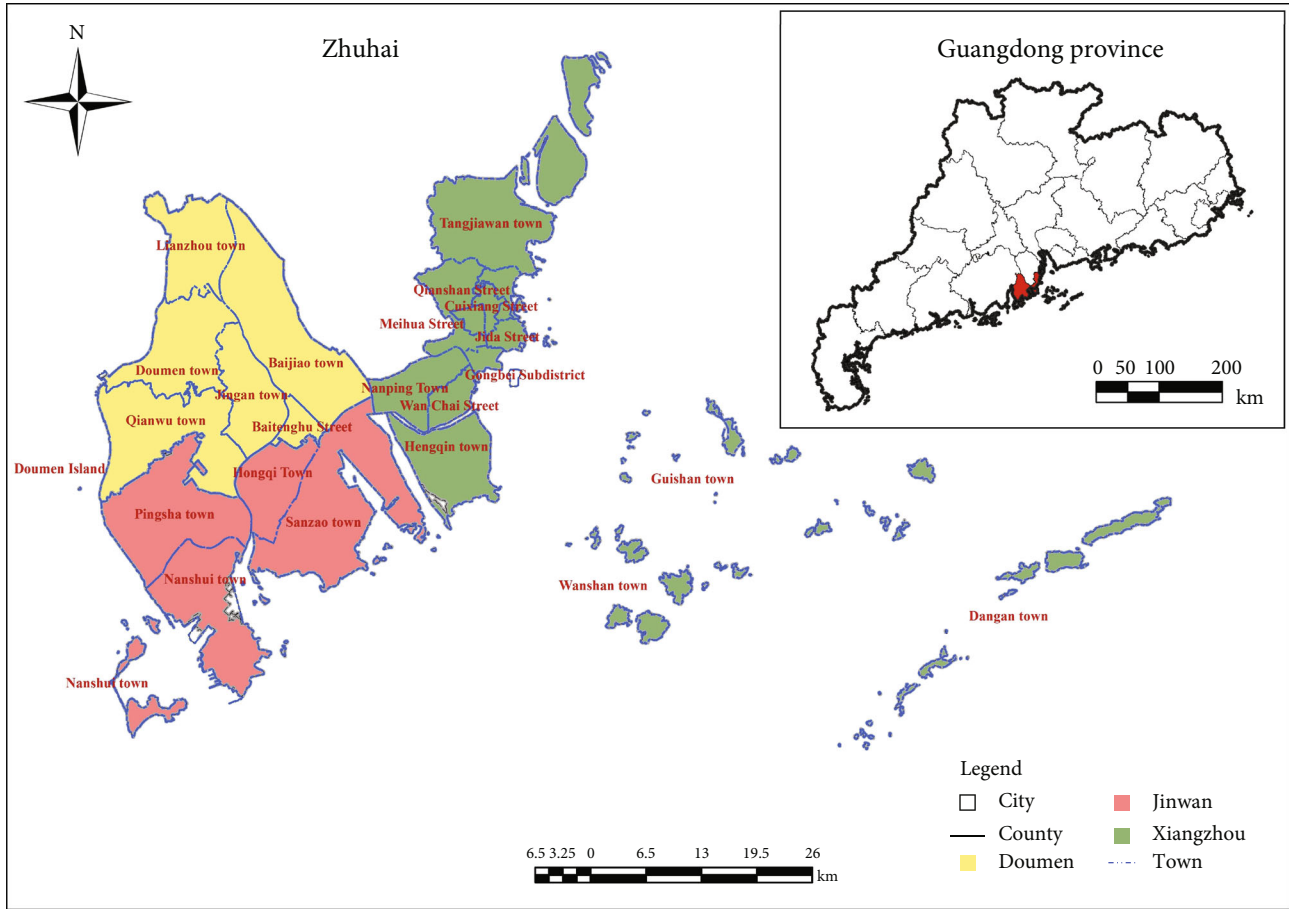 N
Zhuhai
Guangdong province
0 50 100 200
km
Tangjiawan town
Lianzhou town
Qianshan Street
Cuixiang Street
Meihua Street
Jida Street
Baijiao town
Doumen town
Gongbei Subdistrict
Nanping Town
Jingan town
Wan Chai Street
Qianwu town
Baitenghu Street
Hengqin town
Doumen Island
Hongqi Town
Guishan town
Pingsha town
Sanzao town
Nanshui town
Wanshan town
Dangan town
Nanshui town
Legend
City
Jinwan
County
Xiangzhou
Doumen
Town
6.5 3.25 0 6.5 13 19.5 26
km